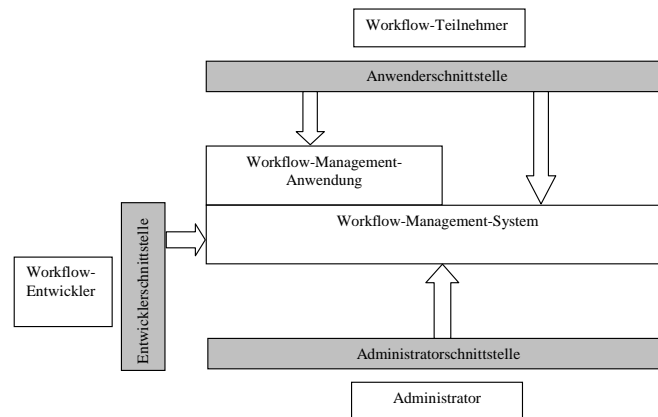 Workflow-Teilnehmer
Anwenderschnittstelle
Workflow-Management-
Anwendung
Workflow-Management-System
Entwicklerschnittstelle
Workflow-
Entwickler
Administratorschnittstelle
Administrator